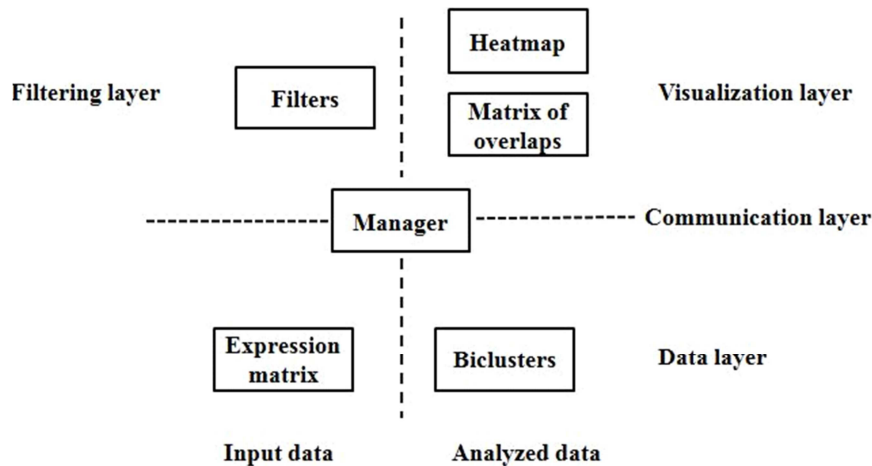 Heatmap
Filtering layer
Filters
Visualization layer
Matrix of
overlaps
Manager
Communication layer
Expression
matrix
Biclusters
Data layer
Input data
Analyzed data